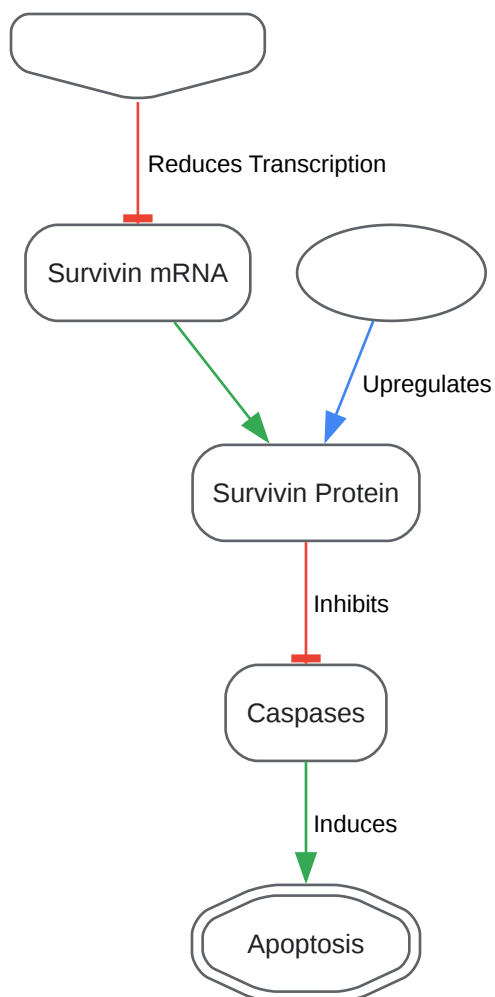 Reduces Transcription
Survivin mRNA
Upregulates
Survivin Protein
Inhibits
Caspases
Induces
Apoptosis